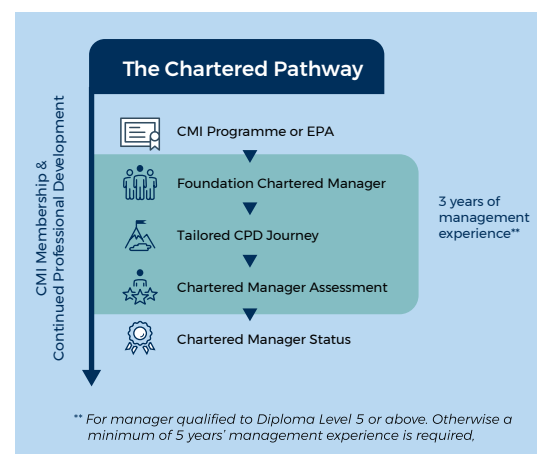 The Chartered Pathway
CMI Membership &
Continued Professional Development
CMI Programme or EPA
Foundation Chartered Manager
Tailored CPD Journey
Chartered Manager Assessment
Chartered Manager Status
3 years of
management
experience**
** For manager qualified to Diploma Level 5 or above. Otherwise a
minimum of 5 years’ management experience is required,